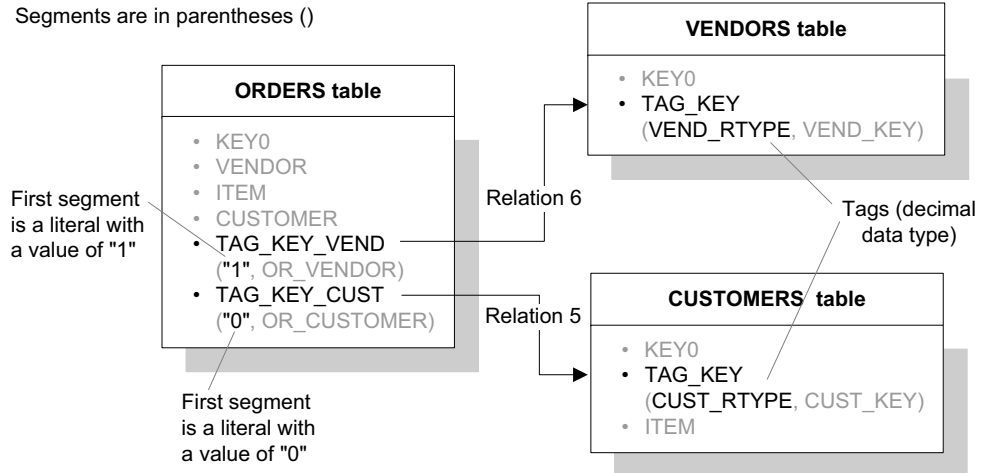 Segments are in parentheses ()
ORDERS table
• KEY0
• VENDOR
• ITEM
• CUSTOMER
• TAG_KEY_VEND
("1", OR_VENDOR)
• TAG_KEY_CUST
("0", OR_CUSTOMER)
First segment
is a literal with
a value of "1"
First segment
is a literal with
a value of "0"
Relation 6
Relation 5
VENDORS table
• KEY0
• TAG_KEY
(VEND_RTYPE, VEND_KEY)
Tags (decimal
data type)
CUSTOMERS table
• KEY0
• TAG_KEY
(CUST_RTYPE, CUST_KEY)
• ITEM